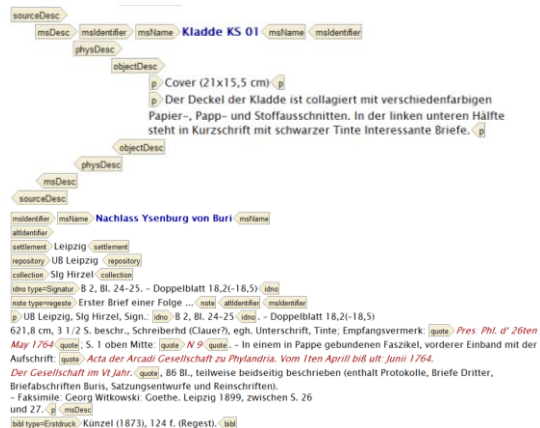 sourceDesc
msDesc msIdentifier msName Kladde KS 01 msName msIdentifier
physDesc
objectDesc
p Cover (21x15,5 cm) p
p Der Deckel der Kladde ist collagiert mit verschiedenfarbigen
Papier-, Papp- und Stoffausschnitten. In der linken unteren Hälfte
steht in Kurzschrift mit schwarzer Tinte Interessante Briefe. p
objectDesc
physDesc
msDesc
sourceDesc
msIdentifier msName Nachlass Ysenburg von Buri msName
altIdentifier
settlement Leipzig settlement
repository UB Leipzig repository
collection Slg Hirzel collection
idno type=Signatur B 2, Bl. 24-25. - Doppelblatt 18,2(-18,5) idno
note type=regeste Erster Brief einer Folge ... note altIdentifier msIdentifier
p UB Leipzig, Slg Hirzel, Sign.: idno B 2, Bl. 24-25 idno . - Doppelblatt 18,2(-18,5)
621,8 cm, 3 1/2 S. beschr., Schreiberhd (Clauer?), egh. Unterschrift, Tinte; Empfangsvermerk: quote Pres: Phl. d' 26ten
May 1764 quote ; S. 1 oben Mitte: quote N 9 quote . - In einem in Pappe gebundenen Faszikel, vorderer Einband mit der
Aufschrift: quote Acta der Arcadi Gesellschaft zu Phylandria. Vom 1ten Aprill biß ult: Junii 1764.
Der Gesellschaft im Vt Jahr. quote , 86 Bl., teilweise beidseitig beschrieben (enthalt Protokolle, Briefe Dritter,
Briefabschriften Buris, Satzungsentwurfe und Reinschriften).
- Faksimile: Georg Witkowski: Goethe. Leipzig 1899, zwischen S. 26
und 27. p msDesc
bibl type=Erstdruck Künzel (1873), 124 f. (Regest). bibl